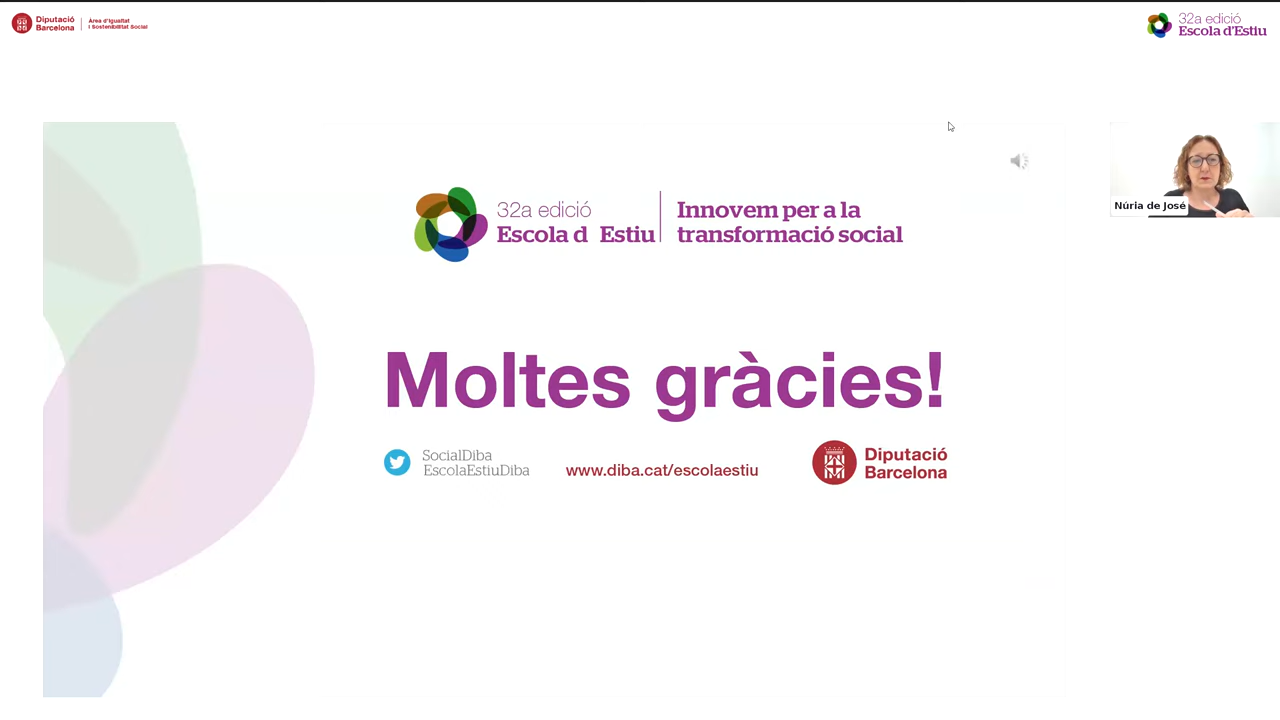 Diputació
Barcelona
Àrea d'Igualtat
i Sostenibilitat Social
32a edició
Escola d'Estiu
32a edició
Escola d Estiu
Innovem per a la
transformació social
Núria de José
Moltes gràcies!
SocialDiba
EscolaEstiuDiba
www.diba.cat/escolaestiu
Diputació
Barcelona